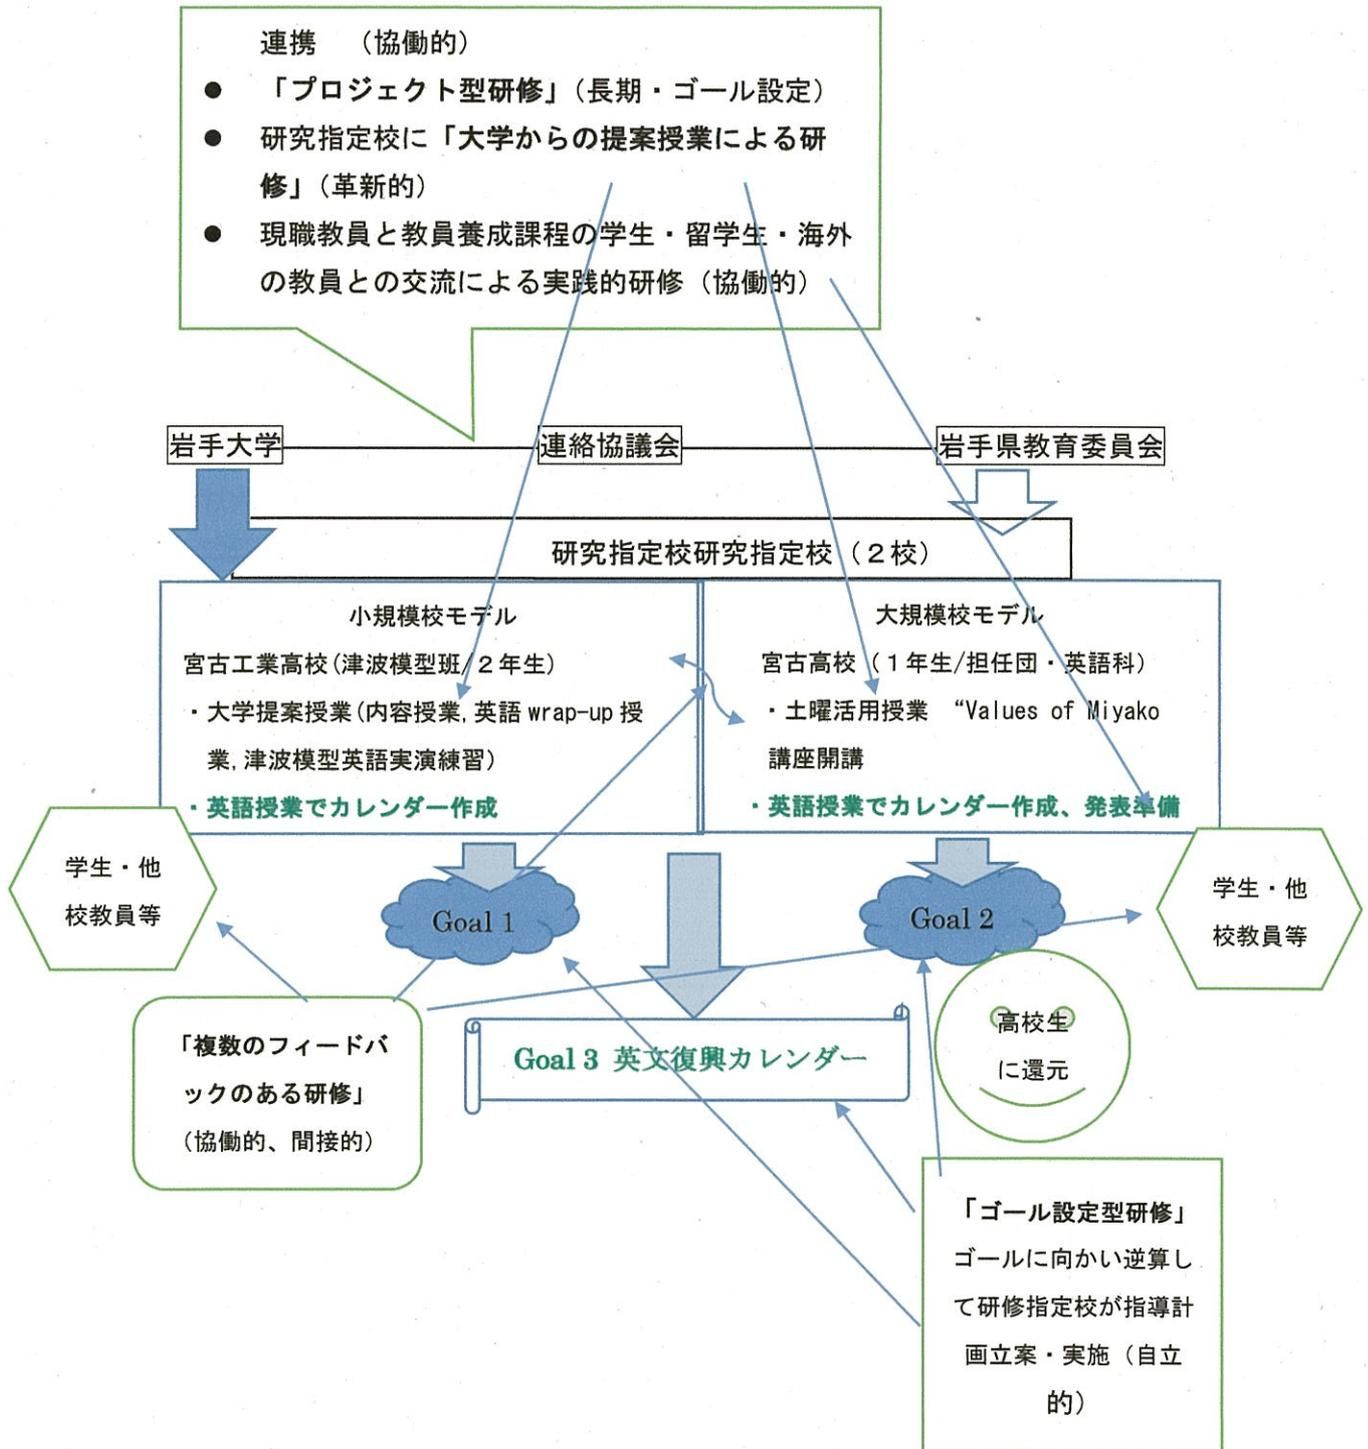 連携　（協働的）
● 「プロジェクト型研修」（長期・ゴール設定）
● 研究指定校に「大学からの提案授業による研
修」（革新的）
● 現職教員と教員養成課程の学生・留学生・海外
の教員との交流による実践的研修（協働的）
岩手大学
連絡協議会
岩手県教育委員会
研究指定校研究指定校（２校）
小規模校モデル
宮古工業高校(津波模型班/２年生）
・大学提案授業(内容授業,英語 wrap-up 授
業,津波模型英語実演練習）
・英語授業でカレンダー作成
大規模校モデル
宮古高校（１年生/担任団・英語科）
・土曜活用授業　“Values of Miyako
講座開講
・英語授業でカレンダー作成、発表準備
学生・他
校教員等
Goal 1
Goal 2
学生・他
校教員等
「複数のフィードバ
ックのある研修」
（協働的、間接的）
Goal 3 英文復興カレンダー
高校生
に還元
「ゴール設定型研修」
ゴールに向かい逆算し
て研修指定校が指導計
画立案・実施（自立
的）